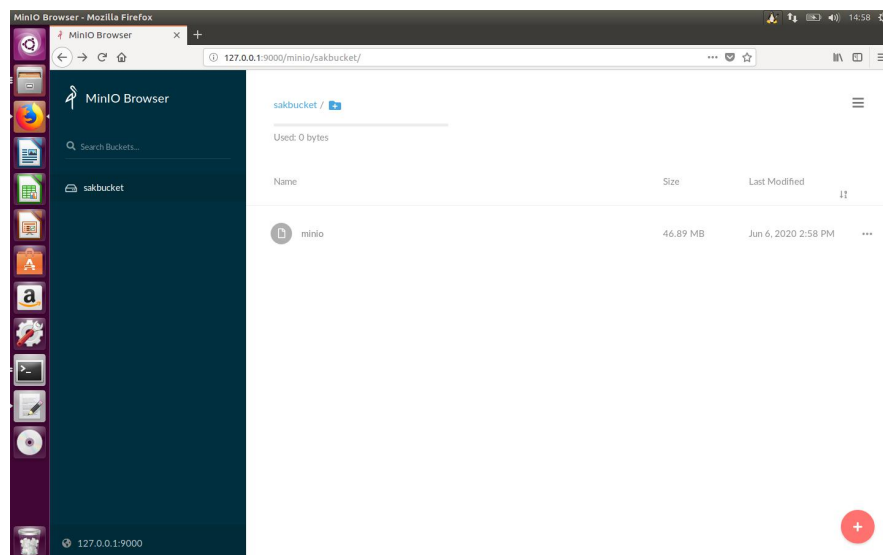 MinIO Browser - Mozilla Firefox
14:58
MinIO Browser
127.0.0.1:9000/minio/sakbucket/
MinIO Browser
Search Buckets...
sakbucket
127.0.0.1:9000
sakbucket /
Used: 0 bytes
Name Size Last Modified
minio 46.89 MB Jun 6, 2020 2:58 PM